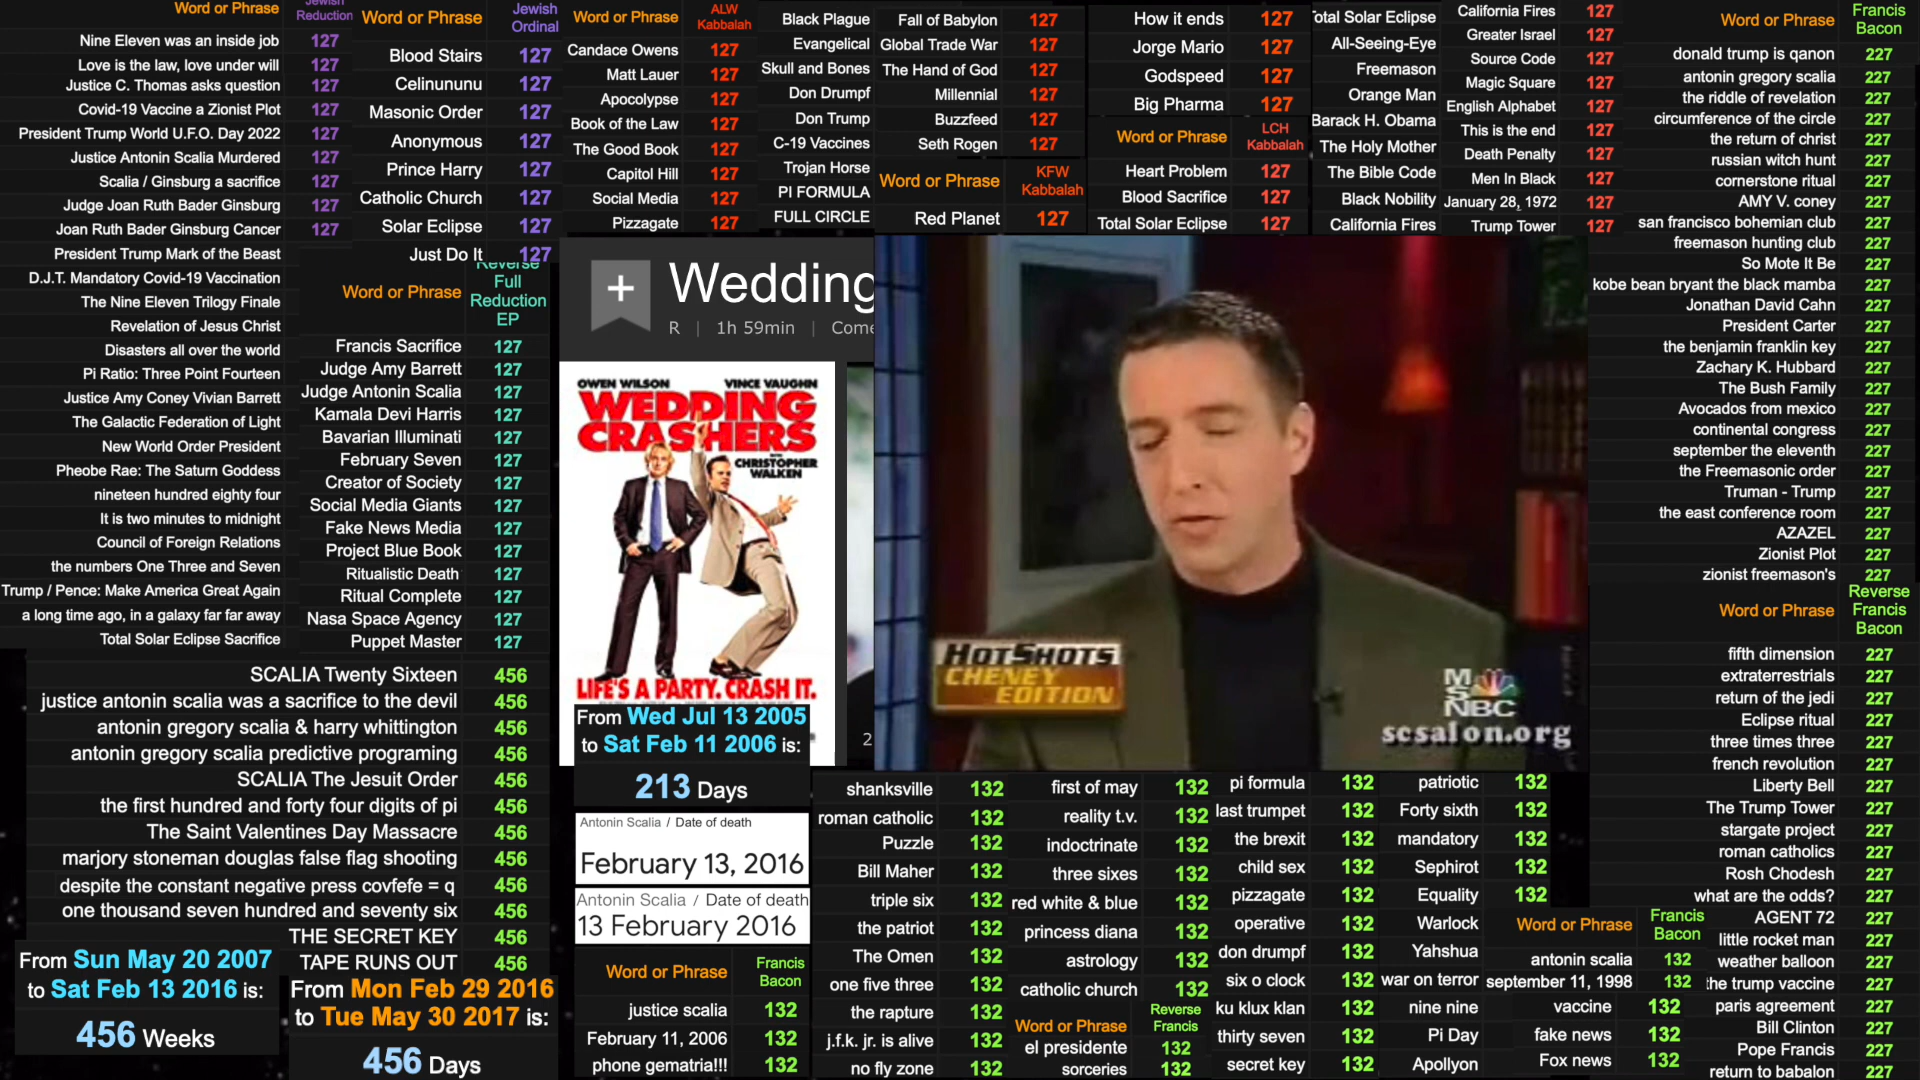 Word or Phrase
Jewish
Reduction
Nine Eleven was an inside job 127
Love is the law, love under will 127
Justice C. Thomas asks question 127
Covid-19 Vaccine a Zionist Plot 127
President Trump World U.F.O. Day 2022 127
Justice Antonin Scalia Murdered 127
Scalia / Ginsburg a sacrifice 127
Judge Joan Ruth Bader Ginsburg 127
Joan Ruth Bader Ginsburg Cancer 127
President Trump Mark of the Beast
D.J.T. Mandatory Covid-19 Vaccination
The Nine Eleven Trilogy Finale
Revelation of Jesus Christ
Disasters all over the world
Pi Ratio: Three Point Fourteen
Justice Amy Coney Vivian Barrett
The Galactic Federation of Light
New World Order President
Pheobe Rae: The Saturn Goddess
nineteen hundred eighty four
It is two minutes to midnight
Council of Foreign Relations
the numbers One Three and Seven
Trump / Pence: Make America Great Again
a long time ago, in a galaxy far far away
Total Solar Eclipse Sacrifice
Word or Phrase
Jewish
Ordinal
Blood Stairs 127
Celinununu 127
Masonic Order 127
Anonymous 127
Prince Harry 127
Catholic Church 127
Solar Eclipse 127
Just Do It 127
Word or Phrase
Reverse
Full
Reduction
EP
Francis Sacrifice 127
Judge Amy Barrett 127
Judge Antonin Scalia 127
Kamala Devi Harris 127
Bavarian Illuminati 127
February Seven 127
Creator of Society 127
Social Media Giants 127
Fake News Media 127
Project Blue Book 127
Ritualistic Death 127
Ritual Complete 127
Nasa Space Agency 127
Puppet Master 127
SCALIA Twenty Sixteen 456
justice antonin scalia was a sacrifice to the devil 456
antonin gregory scalia & harry whittington 456
antonin gregory scalia predictive programing 456
SCALIA The Jesuit Order 456
the first hundred and forty four digits of pi 456
The Saint Valentines Day Massacre 456
marjory stoneman douglas false flag shooting 456
despite the constant negative press covfefe = q 456
one thousand seven hundred and seventy six 456
THE SECRET KEY 456
TAPE RUNS OUT 456
From Sun May 20 2007
to Sat Feb 13 2016 is:
456 Weeks
From Mon Feb 29 2016
to Tue May 30 2017 is:
456 Days
Word or Phrase
ALW
Kabbalah
Candace Owens 127
Matt Lauer 127
Apocolypse 127
Book of the Law 127
The Good Book 127
Capitol Hill 127
Social Media 127
Pizzagate 127
Black Plague
Evangelical
Skull and Bones
Don Drumpf
Don Trump
C-19 Vaccines
Trojan Horse
PI FORMULA
FULL CIRCLE
Fall of Babylon 127
Global Trade War 127
The Hand of God 127
Millennial 127
Buzzfeed 127
Seth Rogen 127
Word or Phrase
KFW
Kabbalah
Red Planet 127
How it ends 127
Jorge Mario 127
Godspeed 127
Big Pharma 127
Word or Phrase
LCH
Kabbalah
Heart Problem 127
Blood Sacrifice 127
Total Solar Eclipse 127
Total Solar Eclipse
All-Seeing-Eye
Freemason
Orange Man
Barack H. Obama
The Holy Mother
The Bible Code
Black Nobility
California Fires
California Fires 127
Greater Israel 127
Source Code 127
Magic Square 127
English Alphabet 127
This is the end 127
Death Penalty 127
Men In Black 127
January 28, 1972 127
Trump Tower 127
Word or Phrase
Francis
Bacon
donald trump is qanon 227
antonin gregory scalia 227
the riddle of revelation 227
circumference of the circle 227
the return of christ 227
russian witch hunt 227
cornerstone ritual 227
AMY V. coney 227
san francisco bohemian club 227
freemason hunting club 227
So Mote It Be 227
kobe bean bryant the black mamba 227
Jonathan David Cahn 227
President Carter 227
the benjamin franklin key 227
Zachary K. Hubbard 227
The Bush Family 227
Avocados from mexico 227
continental congress 227
september the eleventh 227
the Freemasonic order 227
Truman - Trump 227
the east conference room 227
AZAZEL 227
Zionist Plot 227
zionist freemason's 227
Word or Phrase
Reverse
Francis
Bacon
fifth dimension 227
extraterrestrials 227
return of the jedi 227
Eclipse ritual 227
three times three 227
french revolution 227
Liberty Bell 227
The Trump Tower 227
stargate project 227
roman catholics 227
Rosh Chodesh 227
what are the odds? 227
AGENT 72 227
little rocket man 227
weather balloon 227
the trump vaccine 227
paris agreement 227
Bill Clinton 227
Pope Francis 227
return to babalon 227
+ Wedding
R | 1h 59min | Come
OWEN WILSON VINCE VAUGHN
WEDDING
CRASHERS
WITH
CHRISTOPHER
WALKEN
LIFE'S A PARTY. CRASH IT.
2
From Wed Jul 13 2005
to Sat Feb 11 2006 is:
213 Days
Antonin Scalia / Date of death
February 13, 2016
Antonin Scalia / Date of death
13 February 2016
HOTSHOTS
CHENEY
EDITION
MSNBC
scsalon.org
Word or Phrase
Francis
Bacon
justice scalia 132
February 11, 2006 132
phone gematria!!! 132
shanksville 132
roman catholic 132
Puzzle 132
Bill Maher 132
triple six 132
the patriot 132
The Omen 132
one five three 132
the rapture 132
j.f.k. jr. is alive 132
no fly zone 132
first of may 132
reality t.v. 132
indoctrinate 132
three sixes 132
red white & blue 132
princess diana 132
astrology 132
catholic church 132
Word or Phrase
Reverse
Francis
el presidente 132
sorceries 132
pi formula 132
last trumpet 132
the brexit 132
child sex 132
pizzagate 132
operative 132
don drumpf 132
six o clock 132
ku klux klan 132
thirty seven 132
secret key 132
patriotic 132
Forty sixth 132
mandatory 132
Sephirot 132
Equality 132
Warlock
Yahshua
war on terror
nine nine
Pi Day
Apollyon
Word or Phrase
Francis
Bacon
antonin scalia 132
september 11, 1998 132
vaccine 132
fake news 132
Fox news 132